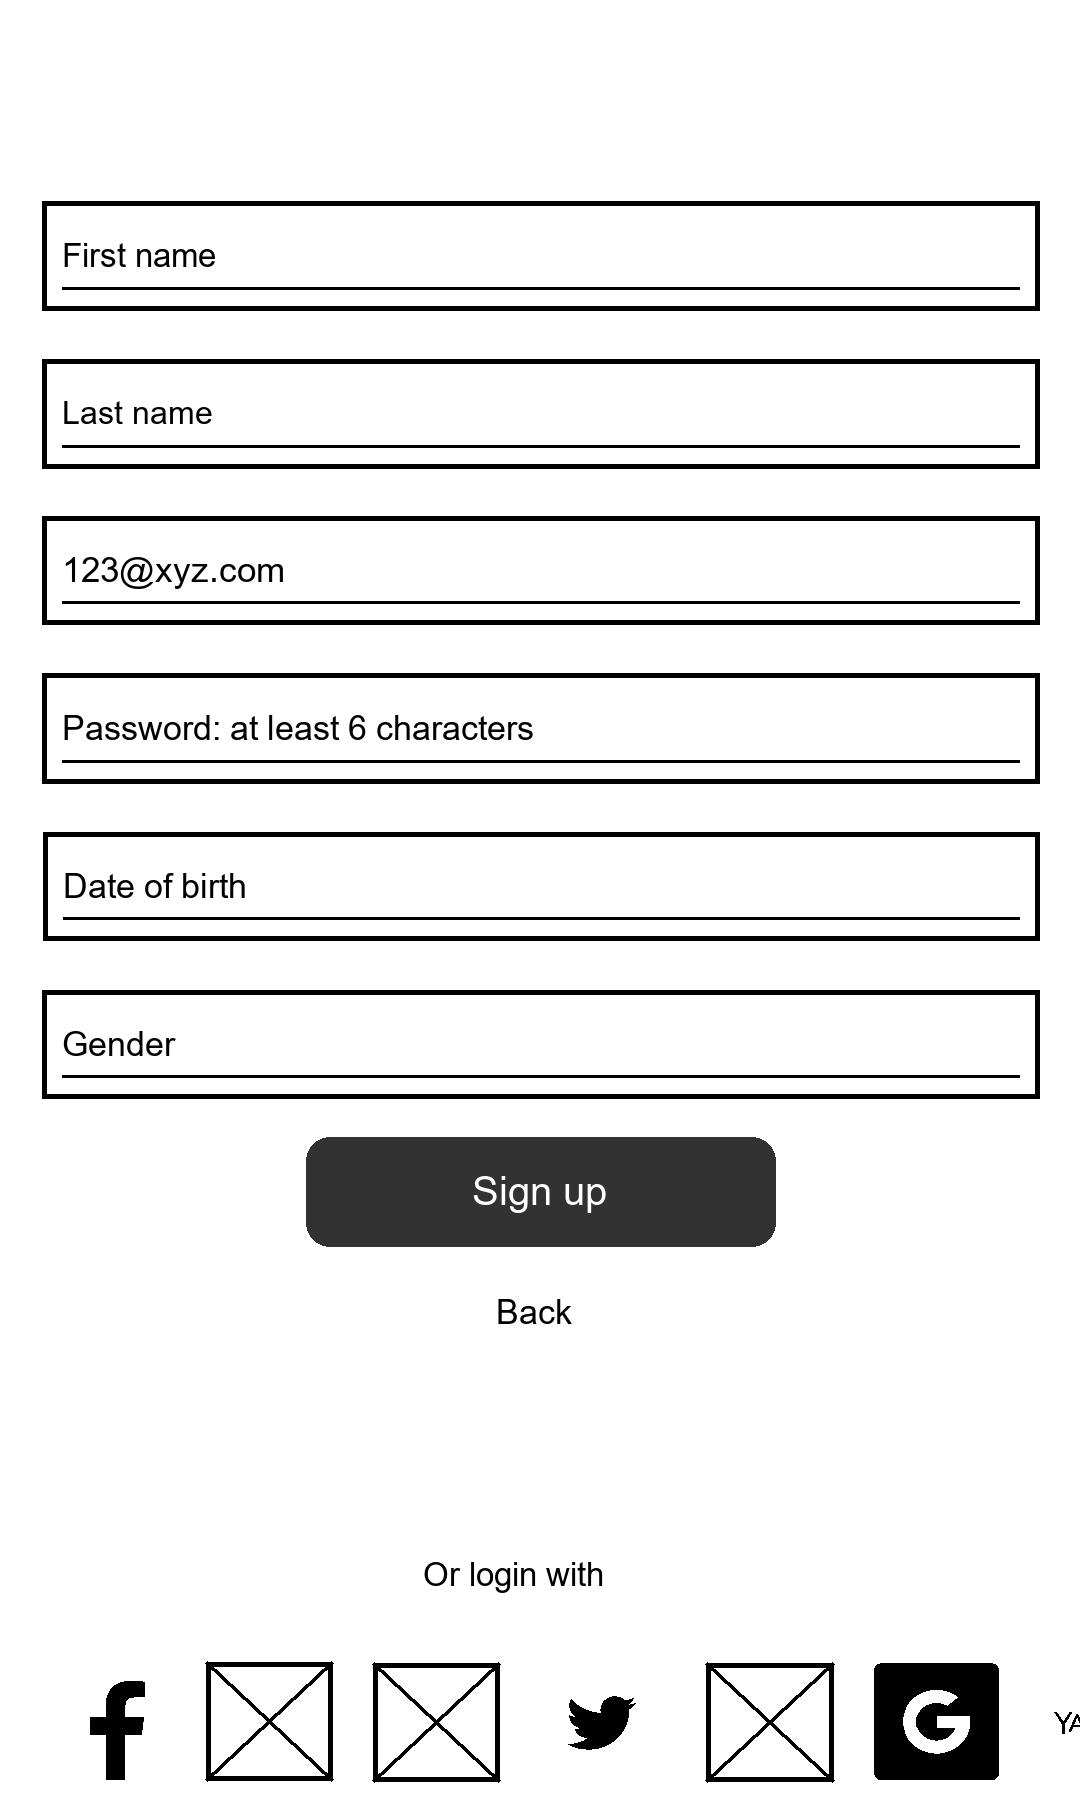 First name
Last name
123@xyz.com
Password: at least 6 characters
Date of birth
Gender
Sign up
Back
Or login with